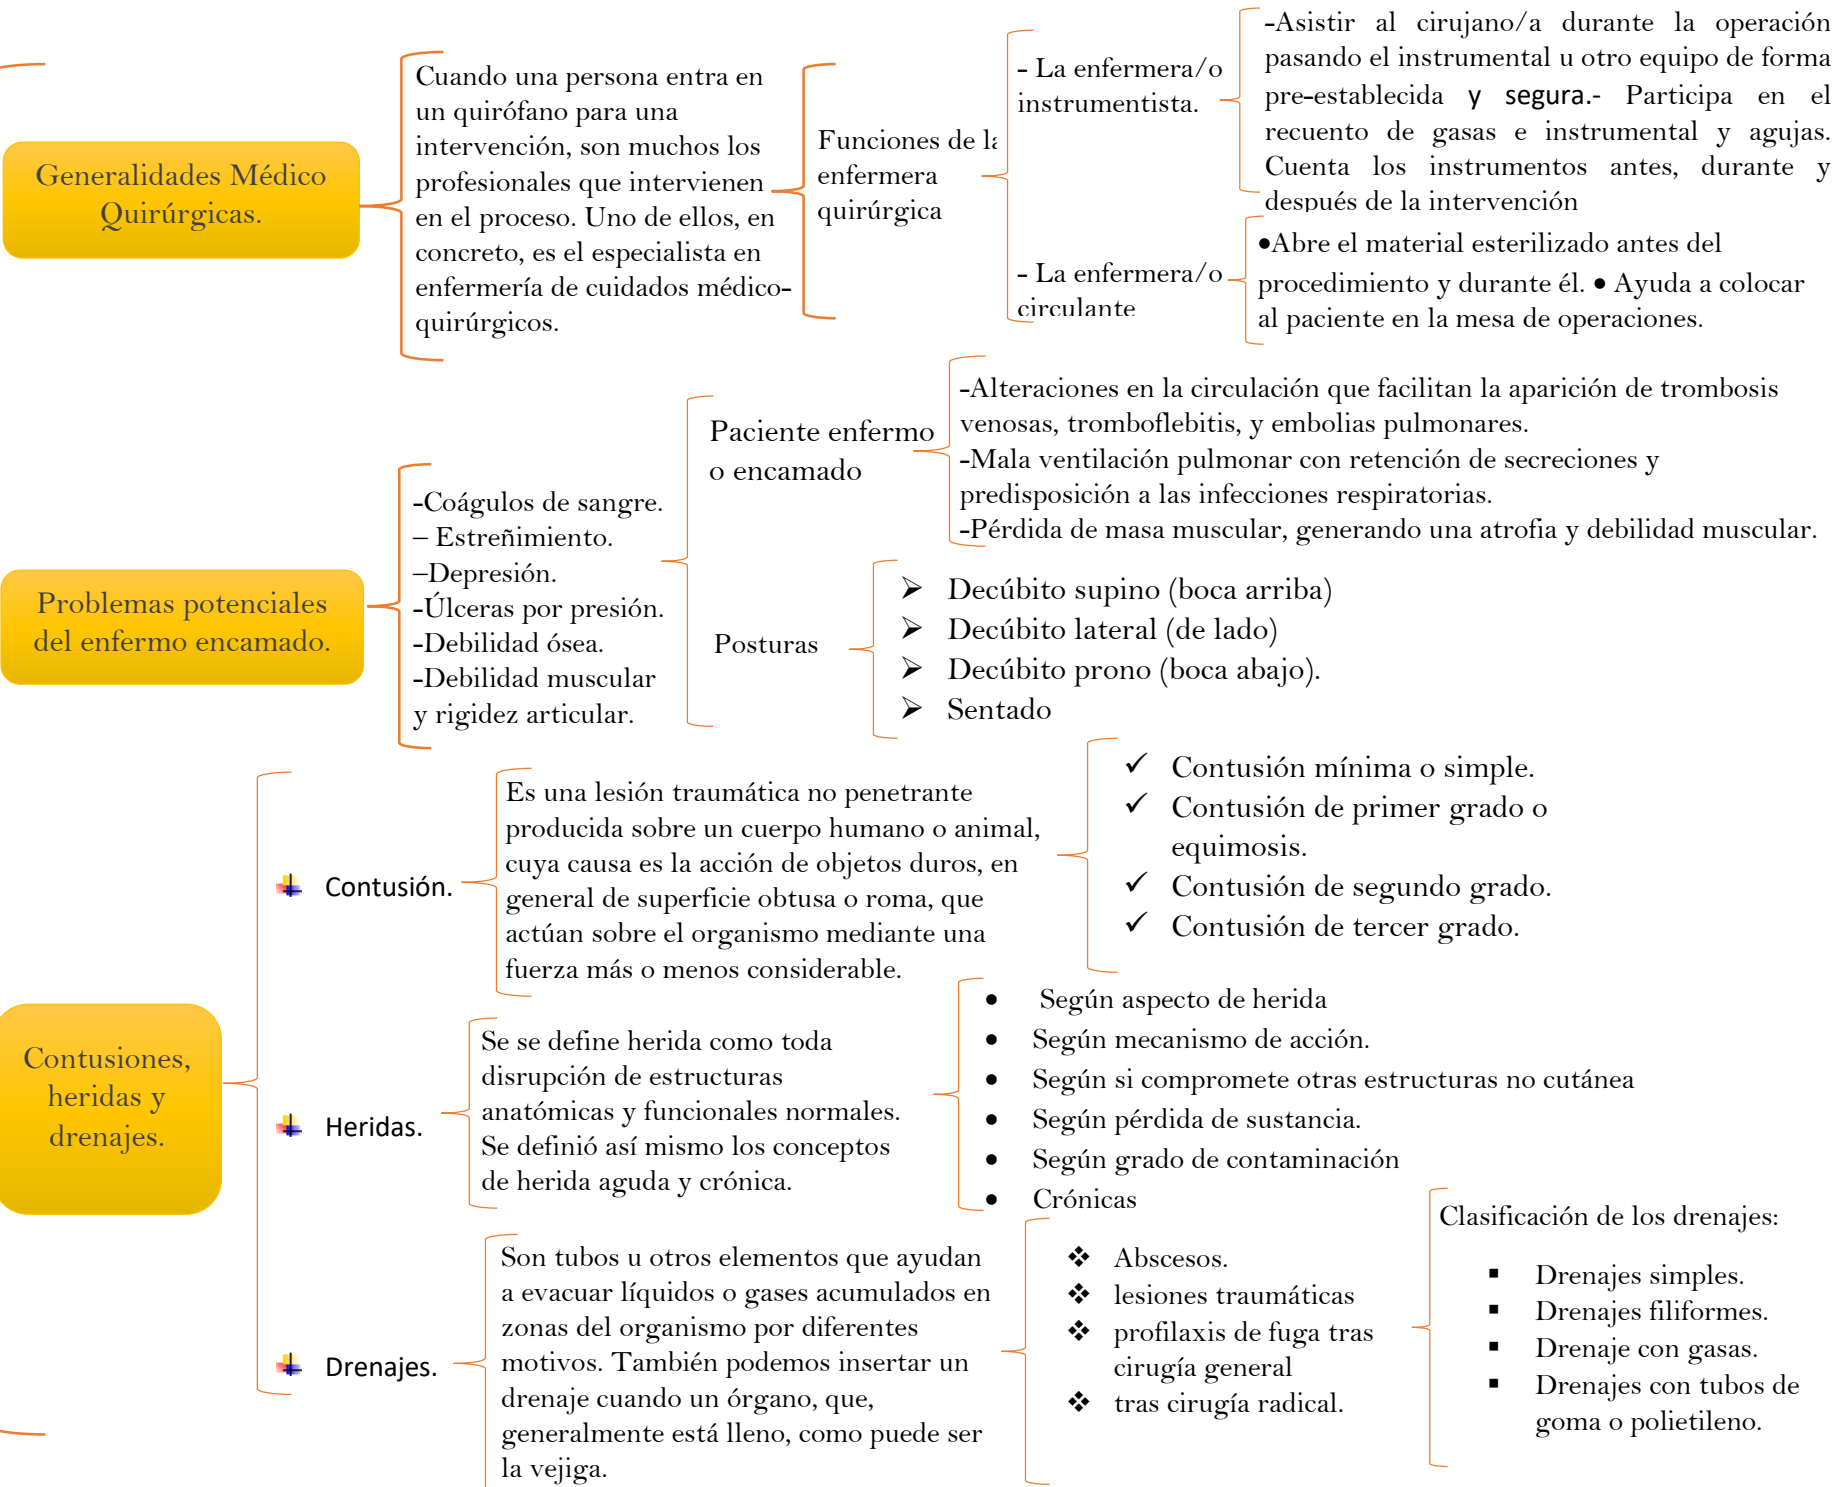 Generalidades Médico
Quirúrgicas.
Cuando una persona entra en
un quirófano para una
intervención, son muchos los
profesionales que intervienen
en el proceso. Uno de ellos, en
concreto, es el especialista en
enfermería de cuidados médico-
quirúrgicos.
Funciones de la
enfermera
quirúrgica
- La enfermera/o
instrumentista.
-Asistir al cirujano/a durante la operación
pasando el instrumental u otro equipo de forma
pre-establecida y segura.- Participa en el
recuento de gasas e instrumental y agujas.
Cuenta los instrumentos antes, durante y
después de la intervención
- La enfermera/o
circulante
•Abre el material esterilizado antes del
procedimiento y durante él. • Ayuda a colocar
al paciente en la mesa de operaciones.
Problemas potenciales
del enfermo encamado.
-Coágulos de sangre.
– Estreñimiento.
–Depresión.
-Úlceras por presión.
-Debilidad ósea.
-Debilidad muscular
y rigidez articular.
Paciente enfermo
o encamado
-Alteraciones en la circulación que facilitan la aparición de trombosis
venosas, tromboflebitis, y embolias pulmonares.
-Mala ventilación pulmonar con retención de secreciones y
predisposición a las infecciones respiratorias.
-Pérdida de masa muscular, generando una atrofia y debilidad muscular.
Posturas
➢ Decúbito supino (boca arriba)
➢ Decúbito lateral (de lado)
➢ Decúbito prono (boca abajo).
➢ Sentado
Contusiones,
heridas y
drenajes.
Contusión.
Es una lesión traumática no penetrante
producida sobre un cuerpo humano o animal,
cuya causa es la acción de objetos duros, en
general de superficie obtusa o roma, que
actúan sobre el organismo mediante una
fuerza más o menos considerable.
✓ Contusión mínima o simple.
✓ Contusión de primer grado o
equimosis.
✓ Contusión de segundo grado.
✓ Contusión de tercer grado.
Heridas.
Se se define herida como toda
disrupción de estructuras
anatómicas y funcionales normales.
Se definió así mismo los conceptos
de herida aguda y crónica.
• Según aspecto de herida
• Según mecanismo de acción.
• Según si compromete otras estructuras no cutánea
• Según pérdida de sustancia.
• Según grado de contaminación
• Crónicas
Drenajes.
Son tubos u otros elementos que ayudan
a evacuar líquidos o gases acumulados en
zonas del organismo por diferentes
motivos. También podemos insertar un
drenaje cuando un órgano, que,
generalmente está lleno, como puede ser
la vejiga.
❖ Abscesos.
❖ lesiones traumáticas
❖ profilaxis de fuga tras
cirugía general
❖ tras cirugía radical.
Clasificación de los drenajes:
▪ Drenajes simples.
▪ Drenajes filiformes.
▪ Drenaje con gasas.
▪ Drenajes con tubos de
goma o polietileno.